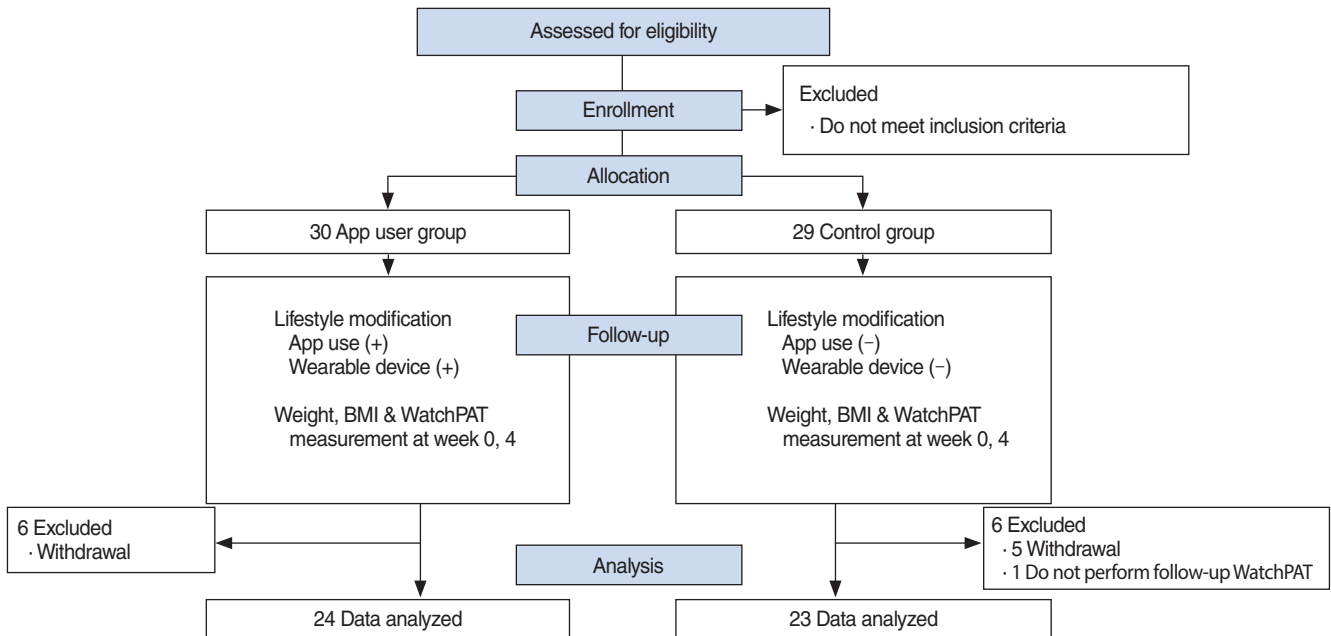 Assessed for eligibility
Enrollment
Excluded
· Do not meet inclusion criteria
Allocation
30 App user group
29 Control group
Lifestyle modification
App use (+)
Wearable device (+)
Weight, BMI & WatchPAT
measurement at week 0, 4
Follow-up
Lifestyle modification
App use (−)
Wearable device (−)
Weight, BMI & WatchPAT
measurement at week 0, 4
6 Excluded
· Withdrawal
6 Excluded
· 5 Withdrawal
· 1 Do not perform follow-up WatchPAT
Analysis
24 Data analyzed
23 Data analyzed